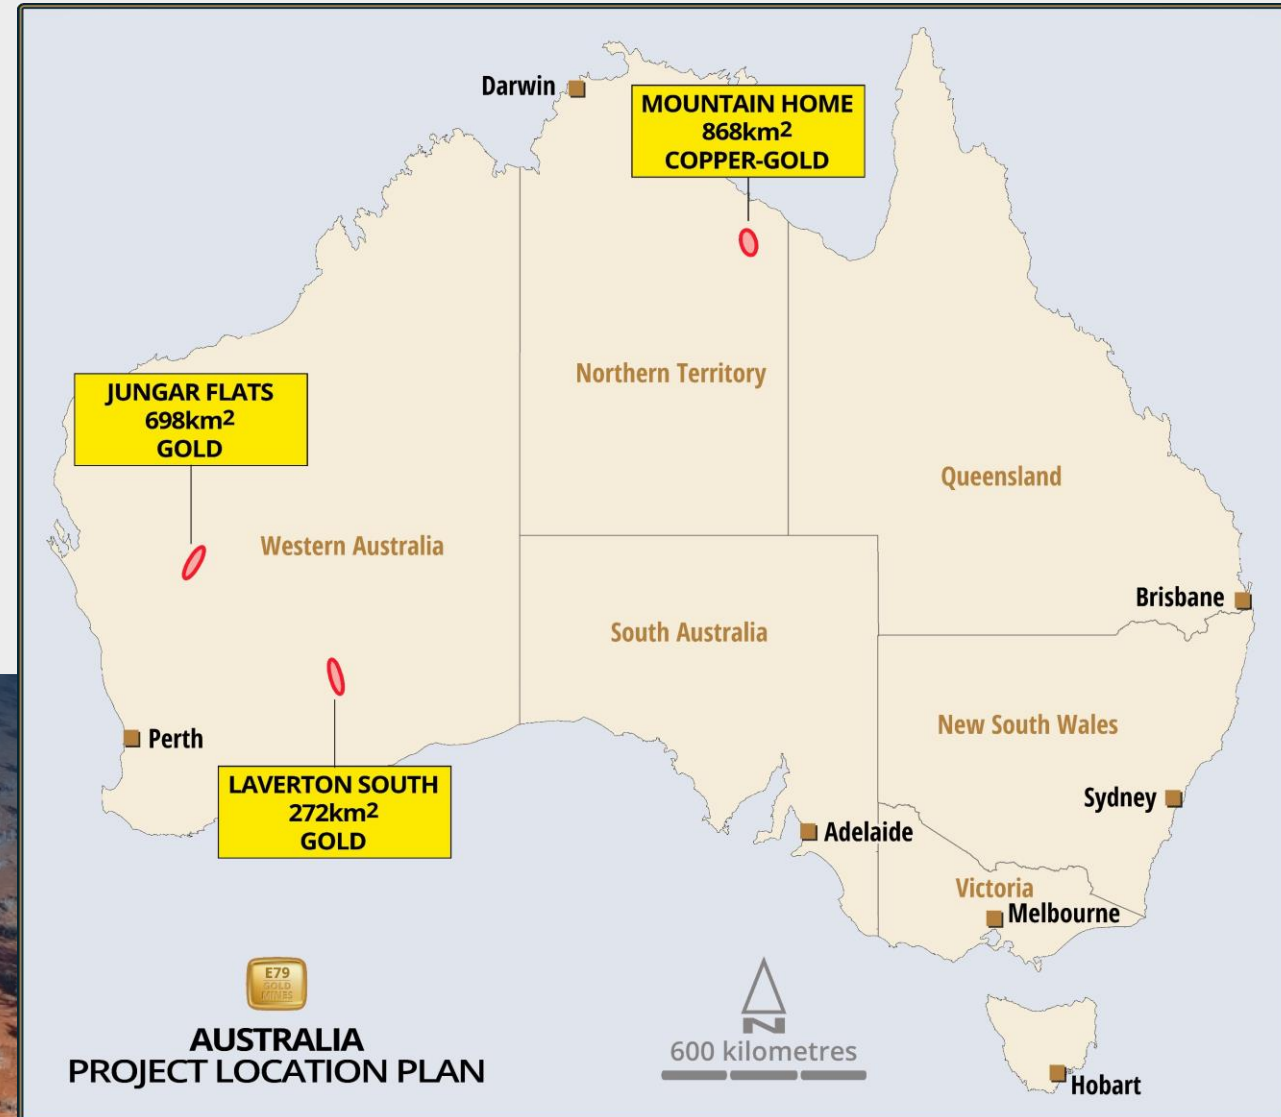 Darwin
MOUNTAIN HOME
868km²
COPPER-GOLD
JUNGAR FLATS
698km²
GOLD
Northern Territory
Queensland
Western Australia
Brisbane
South Australia
Perth
New South Wales
LAVERTON SOUTH
272km²
GOLD
Sydney
Adelaide
Victoria
Melbourne
E79
GOLD
MINES
AUSTRALIA
PROJECT LOCATION PLAN
N
600 kilometres
Hobart